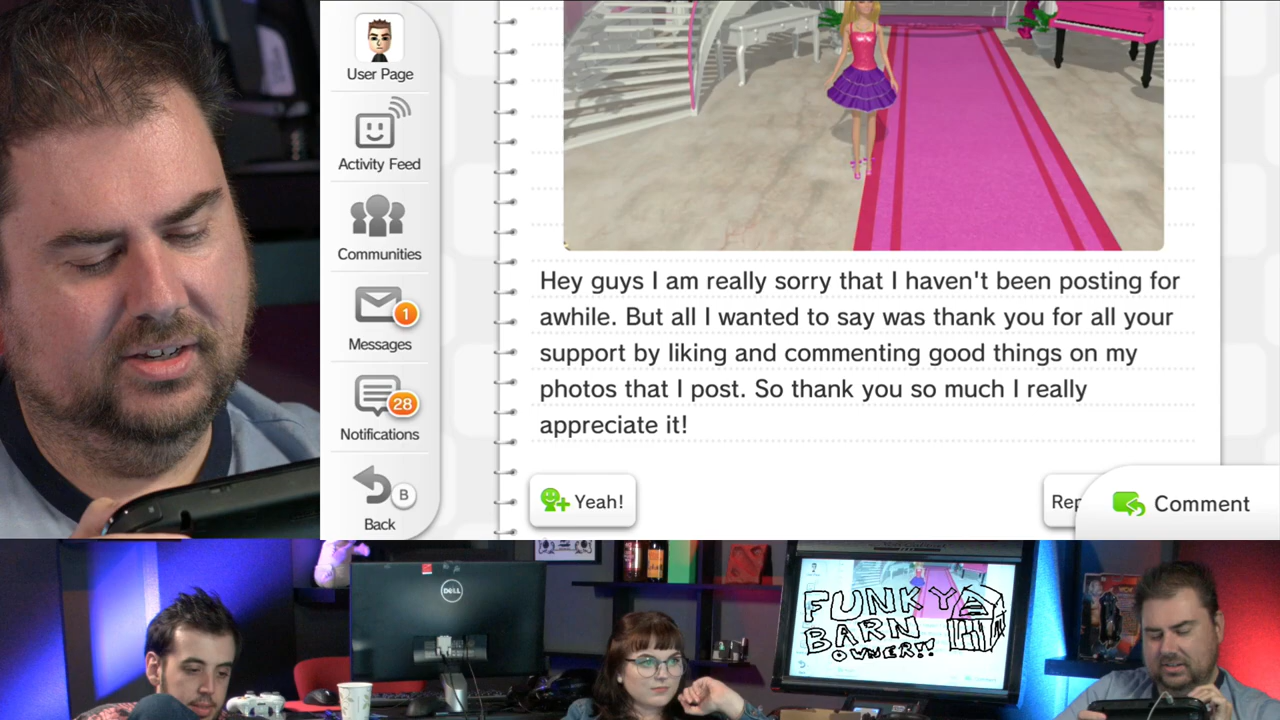 User Page
Activity Feed
Communities
1
Messages
28
Notifications
B
Back
Hey guys I am really sorry that I haven't been posting for
awhile. But all I wanted to say was thank you for all your
support by liking and commenting good things on my
photos that I post. So thank you so much I really
appreciate it!
Yeah!
Rep
Comment
DELL
FUNKY
BARN
OWNER!!